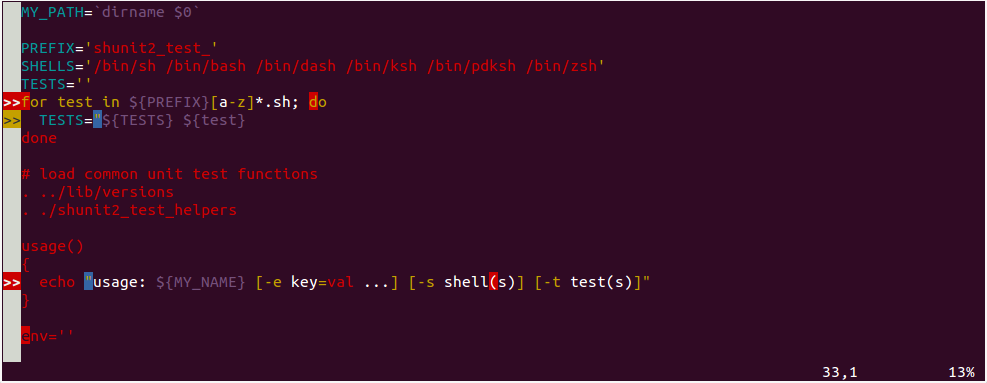 MY_PATH=`dirname $0`
PREFIX='shunit2_test_'
SHELLS='/bin/sh /bin/bash /bin/dash /bin/ksh /bin/pdksh /bin/zsh'
TESTS=''
>>for test in ${PREFIX}[a-z]*.sh; do
>>  TESTS="${TESTS} ${test}
done
# load common unit test functions
. ../lib/versions
. ./shunit2_test_helpers
usage()
{
>>  echo "usage: ${MY_NAME} [-e key=val ...] [-s shell(s)] [-t test(s)]"
}
env=''
33,1 13%